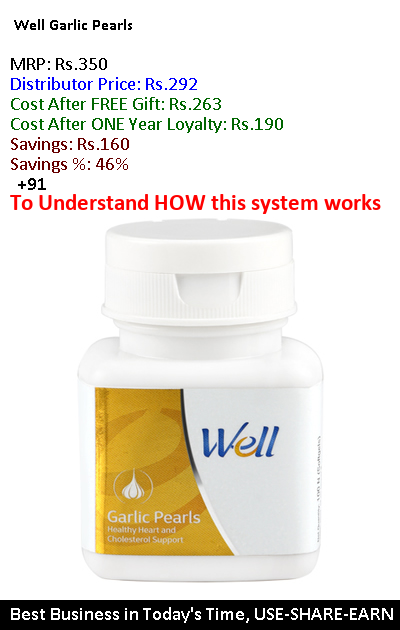 Well Garlic Pearls
MRP: Rs.350
Distributor Price: Rs.292
Cost After FREE Gift: Rs.263
Cost After ONE Year Loyalty: Rs.190
Savings: Rs.160
Savings %: 46%
+91
To Understand HOW this system works
Well
Garlic Pearls
Healthy Heart and
Cholesterol Support
Best Business in Today's Time, USE-SHARE-EARN